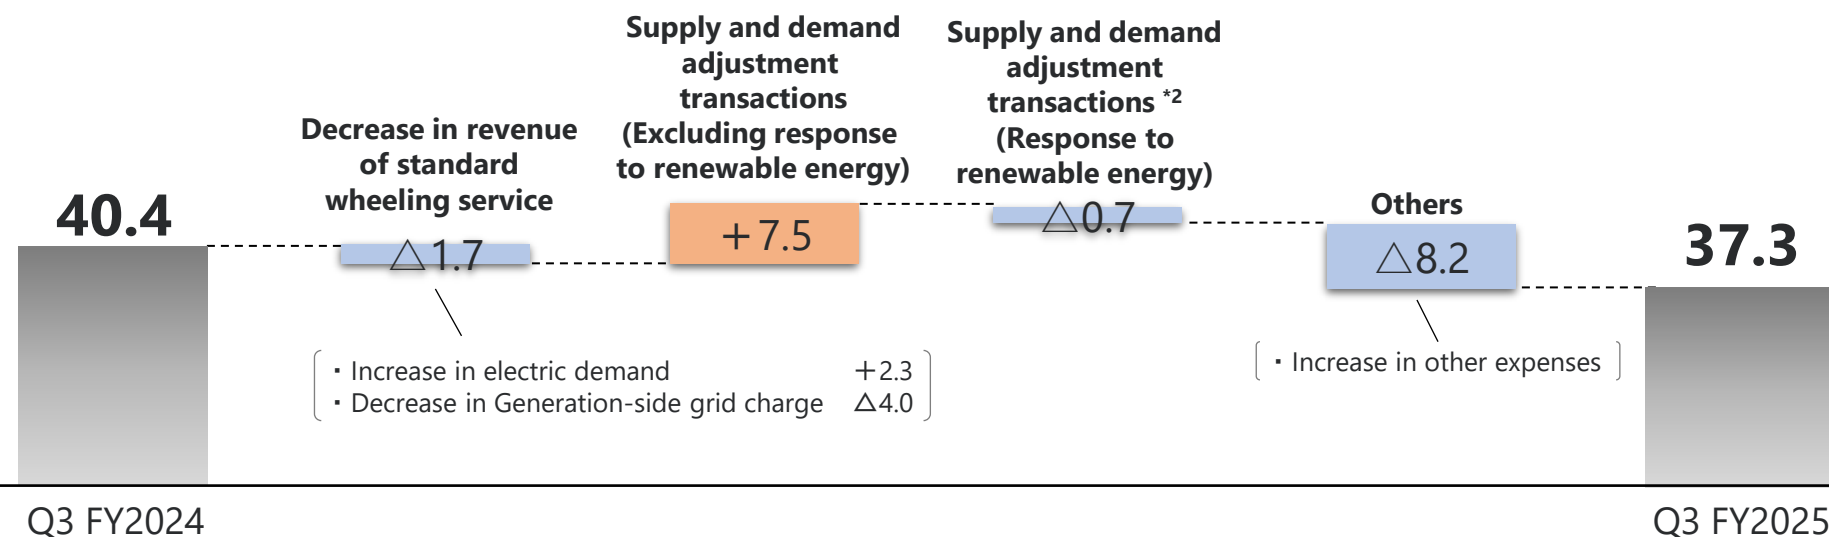 40.4
Decrease in revenue
of standard
wheeling service
△1.7
・Increase in electric demand +2.3
・Decrease in Generation-side grid charge △4.0
Supply and demand
adjustment
transactions
(Excluding response
to renewable energy)
+7.5
Supply and demand
adjustment
transactions *2
(Response to
renewable energy)
△0.7
Others
△8.2
・Increase in other expenses
37.3
Q3 FY2024
Q3 FY2025